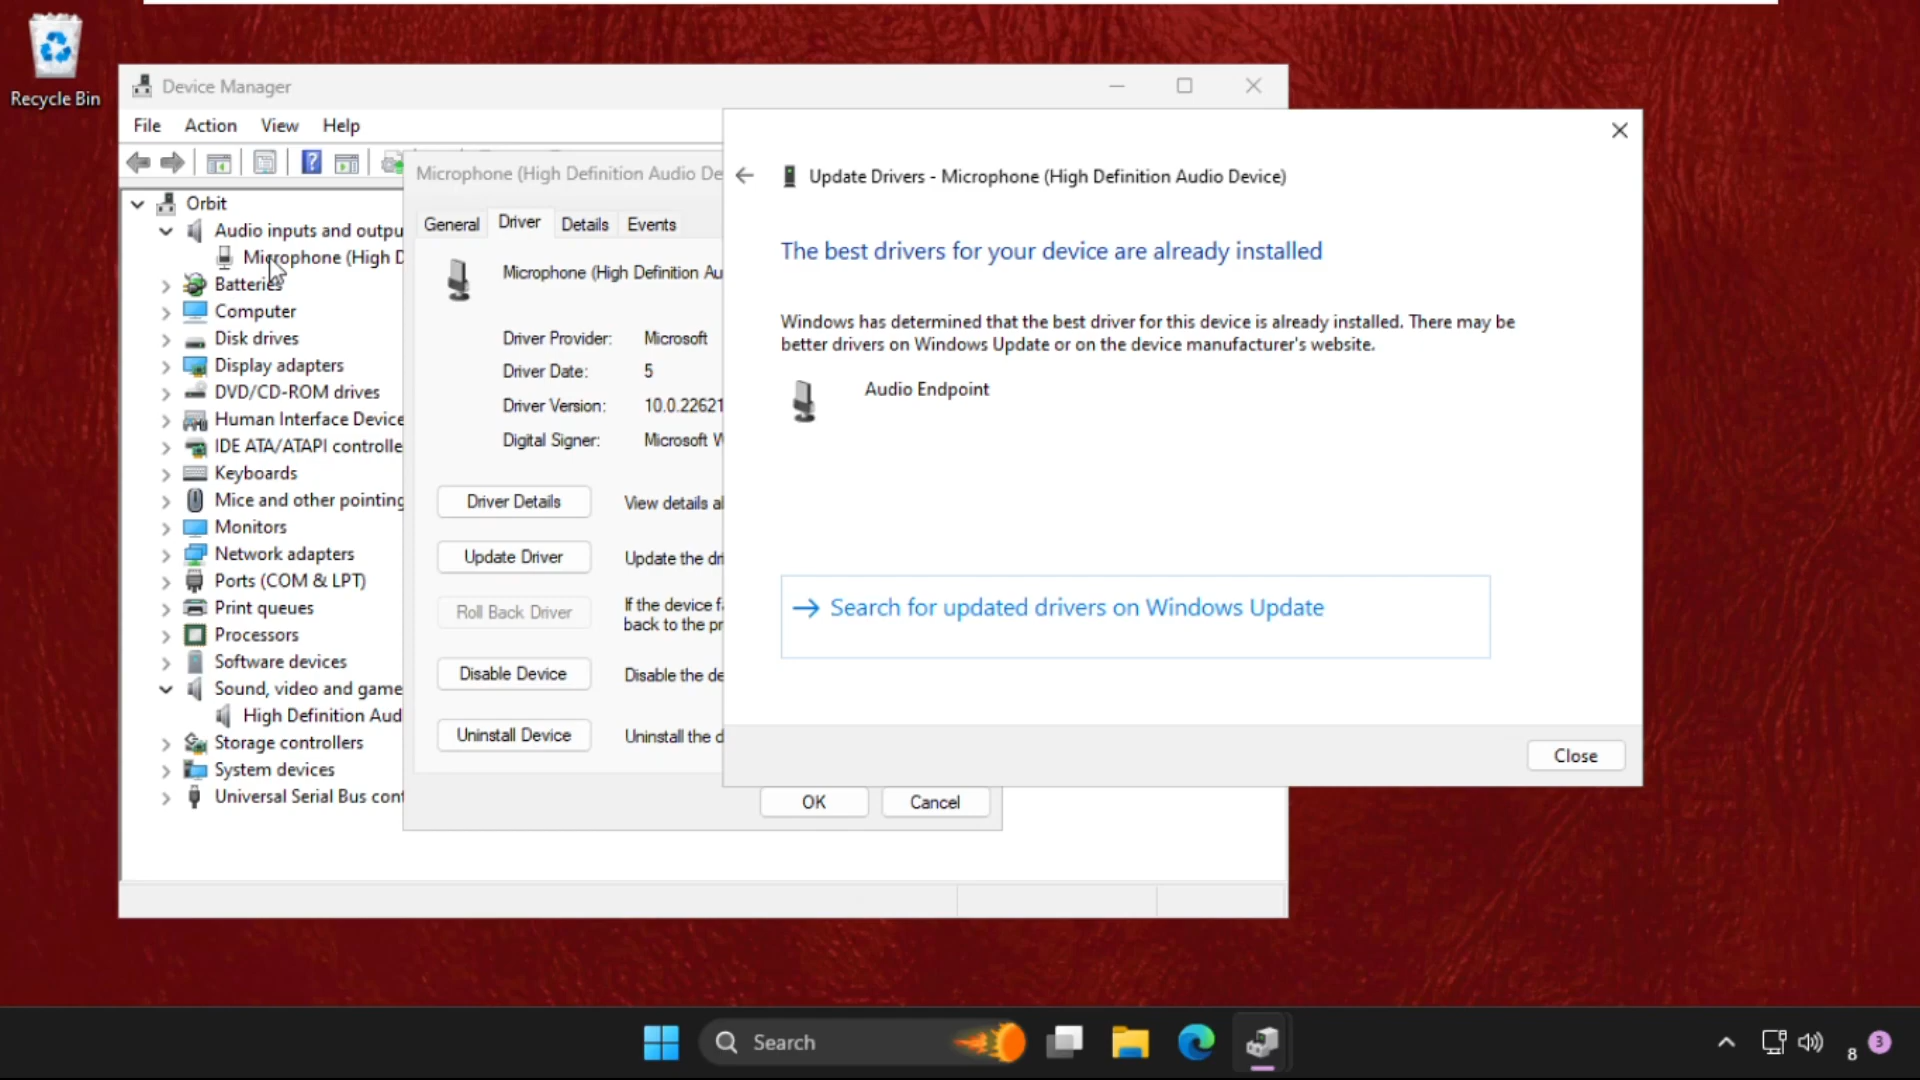 Recycle Bin
Device Manager
File Action View Help
Orbit
Audio inputs and outpu
Microphone (High D
Batteries
Computer
Disk drives
Display adapters
DVD/CD-ROM drives
Human Interface Device
IDE ATA/ATAPI controlle
Keyboards
Mice and other pointing
Monitors
Network adapters
Ports (COM & LPT)
Print queues
Processors
Software devices
Sound, video and game
High Definition Aud
Storage controllers
System devices
Universal Serial Bus cont
Microphone (High Definition Audio De
General Driver Details Events
Microphone (High Definition Au
Driver Provider: Microsoft
Driver Date: 5
Driver Version: 10.0.22621
Digital Signer: Microsoft W
Driver Details View details a
Update Driver Update the dri
Roll Back Driver If the device f
back to the pr
Disable Device Disable the de
Uninstall Device Uninstall the d
OK Cancel
Update Drivers - Microphone (High Definition Audio Device)
The best drivers for your device are already installed
Windows has determined that the best driver for this device is already installed. There may be
better drivers on Windows Update or on the device manufacturer's website.
Audio Endpoint
Search for updated drivers on Windows Update
Close
Search
8 3